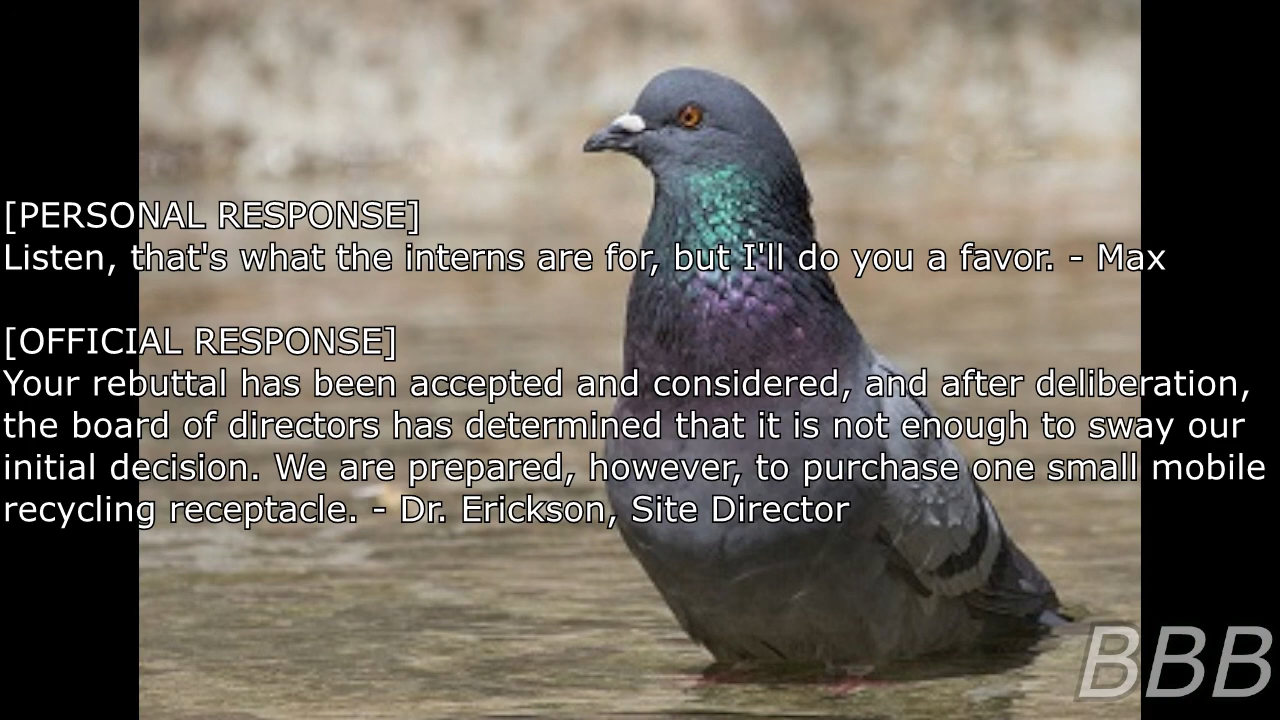 [PERSONAL RESPONSE]
Listen, that's what the interns are for, but I'll do you a favor. - Max
[OFFICIAL RESPONSE]
Your rebuttal has been accepted and considered, and after deliberation,
the board of directors has determined that it is not enough to sway our
initial decision. We are prepared, however, to purchase one small mobile
recycling receptacle. - Dr. Erickson, Site Director
BBB